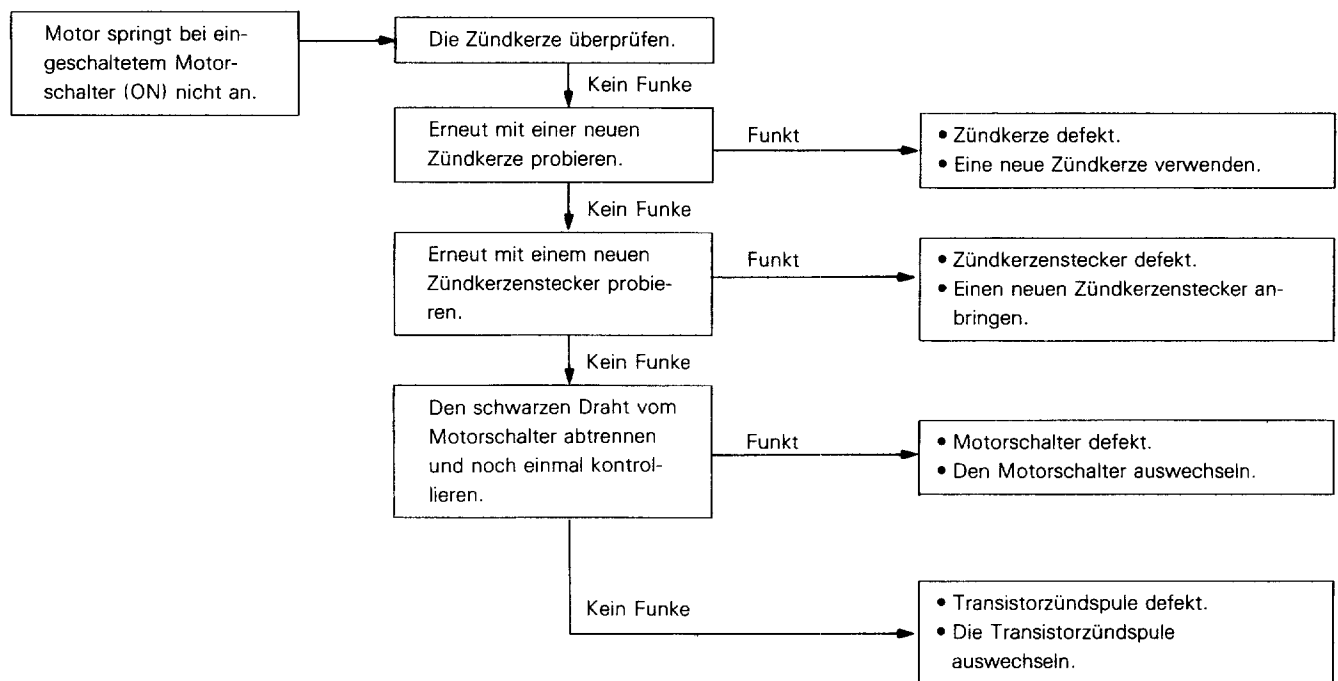 Motor springt bei ein-
geschaltetem Motor-
schalter (ON) nicht an.
Die Zündkerze überprüfen.
Kein Funke
Erneut mit einer neuen
Zündkerze probieren.
Funkt
• Zündkerze defekt.
• Eine neue Zündkerze verwenden.
Kein Funke
Erneut mit einem neuen
Zündkerzenstecker probie-
ren.
Funkt
• Zündkerzenstecker defekt.
• Einen neuen Zündkerzenstecker an-
bringen.
Kein Funke
Den schwarzen Draht vom
Motorschalter abtrennen
und noch einmal kontrol-
lieren.
Funkt
• Motorschalter defekt.
• Den Motorschalter auswechseln.
Kein Funke
• Transistorzündspule defekt.
• Die Transistorzündspule
auswechseln.